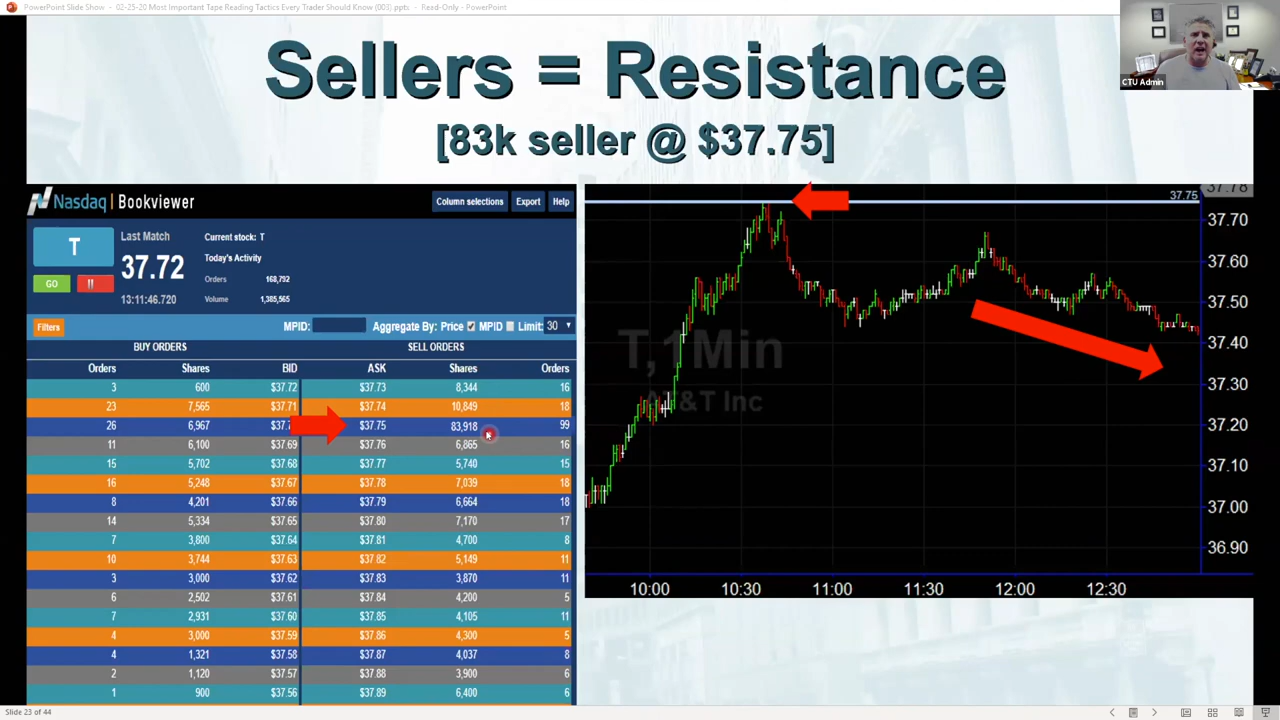 PowerPoint Slide Show - 02-25-20 Most Important Tape Reading Tactics Every Trader Should Know - Read-Only - PowerPoint
CTU Admin
Sellers = Resistance
[83k seller @ $37.75]
Nasdaq | Bookviewer
Column selections Export Help
T
GO
Last Match
37.72
13:11:46.720
Current stock: T
Today's Activity
Orders 168,792
Volume 1,385,565
Filters
MPID: Aggregate By: Price MPID Limit: 30
BUY ORDERS SELL ORDERS
Orders Shares BID ASK Shares Orders
3 600 $37.72 $37.73 8,344 16
23 7,565 $37.71 $37.74 10,849 18
26 6,967 $37.75 83,918 99
11 6,100 $37.69 $37.76 6,865 16
15 5,702 $37.68 $37.77 5,740 15
16 5,248 $37.67 $37.78 7,039 18
8 4,201 $37.66 $37.79 6,664 18
14 5,334 $37.65 $37.80 7,170 17
7 3,800 $37.64 $37.81 4,700 8
10 3,744 $37.63 $37.82 5,149 11
3 3,000 $37.62 $37.83 3,870 11
6 2,502 $37.61 $37.84 4,200 5
7 2,931 $37.60 $37.85 4,105 11
4 3,000 $37.59 $37.86 4,300 5
4 1,321 $37.58 $37.87 4,037 8
2 1,120 $37.57 $37.88 3,900 6
1 900 $37.56 $37.89 6,400 6
T,1Min
AT&T Inc
37.75
37.78
37.70
37.60
37.50
37.40
37.30
37.20
37.10
37.00
36.90
10:00 10:30 11:00 11:30 12:00 12:30
Slide 23 of 44